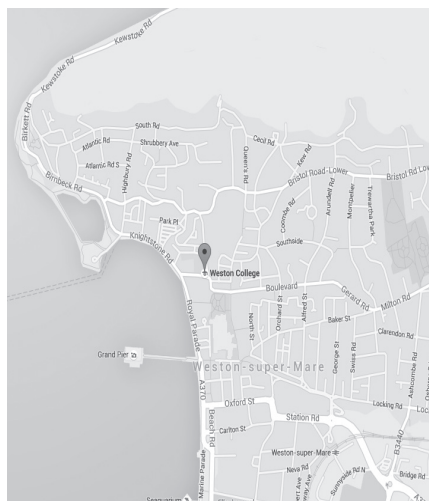 Kewstoke Rd
Kewstoke Rd
Birkett Rd
South Rd
Cecil Rd
Atlantic Rd
Shrubbery Ave
Queen's Rd
Kew Rd
Atlantic Rd S
Highbury Rd
Birnbeck Rd
Bristol Road-Lower
Bristol Rd Low
Coombe Rd
Arundell Rd
Montpelier
Trewartha Park
Park Pl
Knightstone Rd
Southside
Weston College
Boulevard
Gerard Rd
Milton Rd
Royal Parade
North St
Orchard St
Alfred St
Baker St
Clarendon Rd
Grand Pier
George St
Swiss Rd
Ashcombe Rd
Weston-super-Mare
A370
Oxford St
Locking Rd
Beach Rd
Station Rd
Carlton St
B3440
Weston-super-Mare
Marine Parade
Neva Rd
Sunnyside Rd N
Bridge Rd